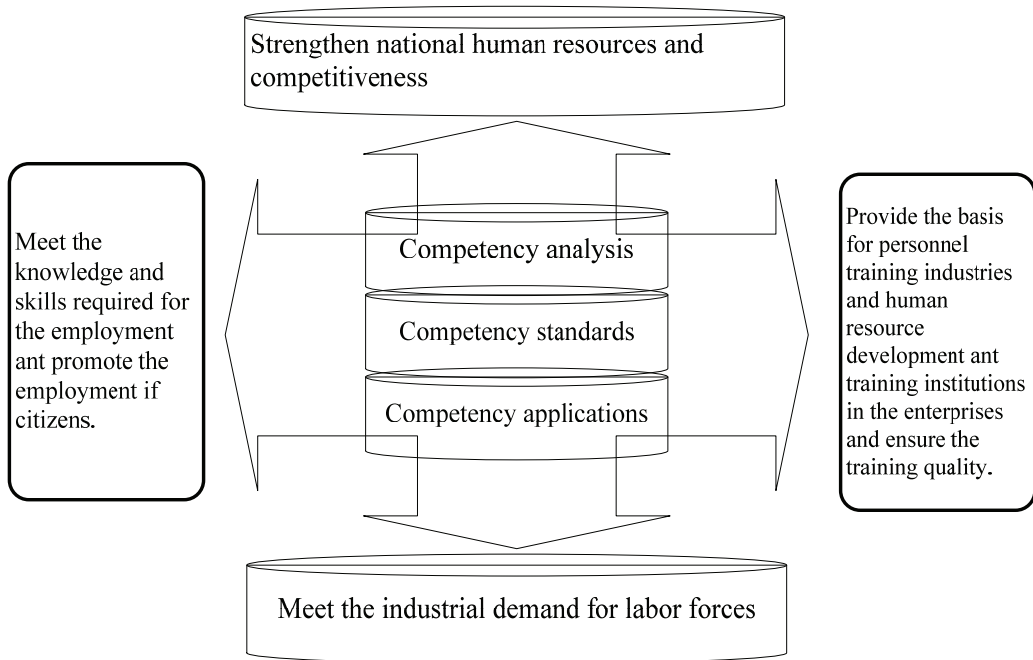 Strengthen national human resources and
competitiveness
Meet the
knowledge and
skills required for
the employment
ant promote the
employment if
citizens.
Competency analysis
Competency standards
Competency applications
Provide the basis
for personnel
training industries
and human
resource
development ant
training institutions
in the enterprises
and ensure the
training quality.
Meet the industrial demand for labor forces